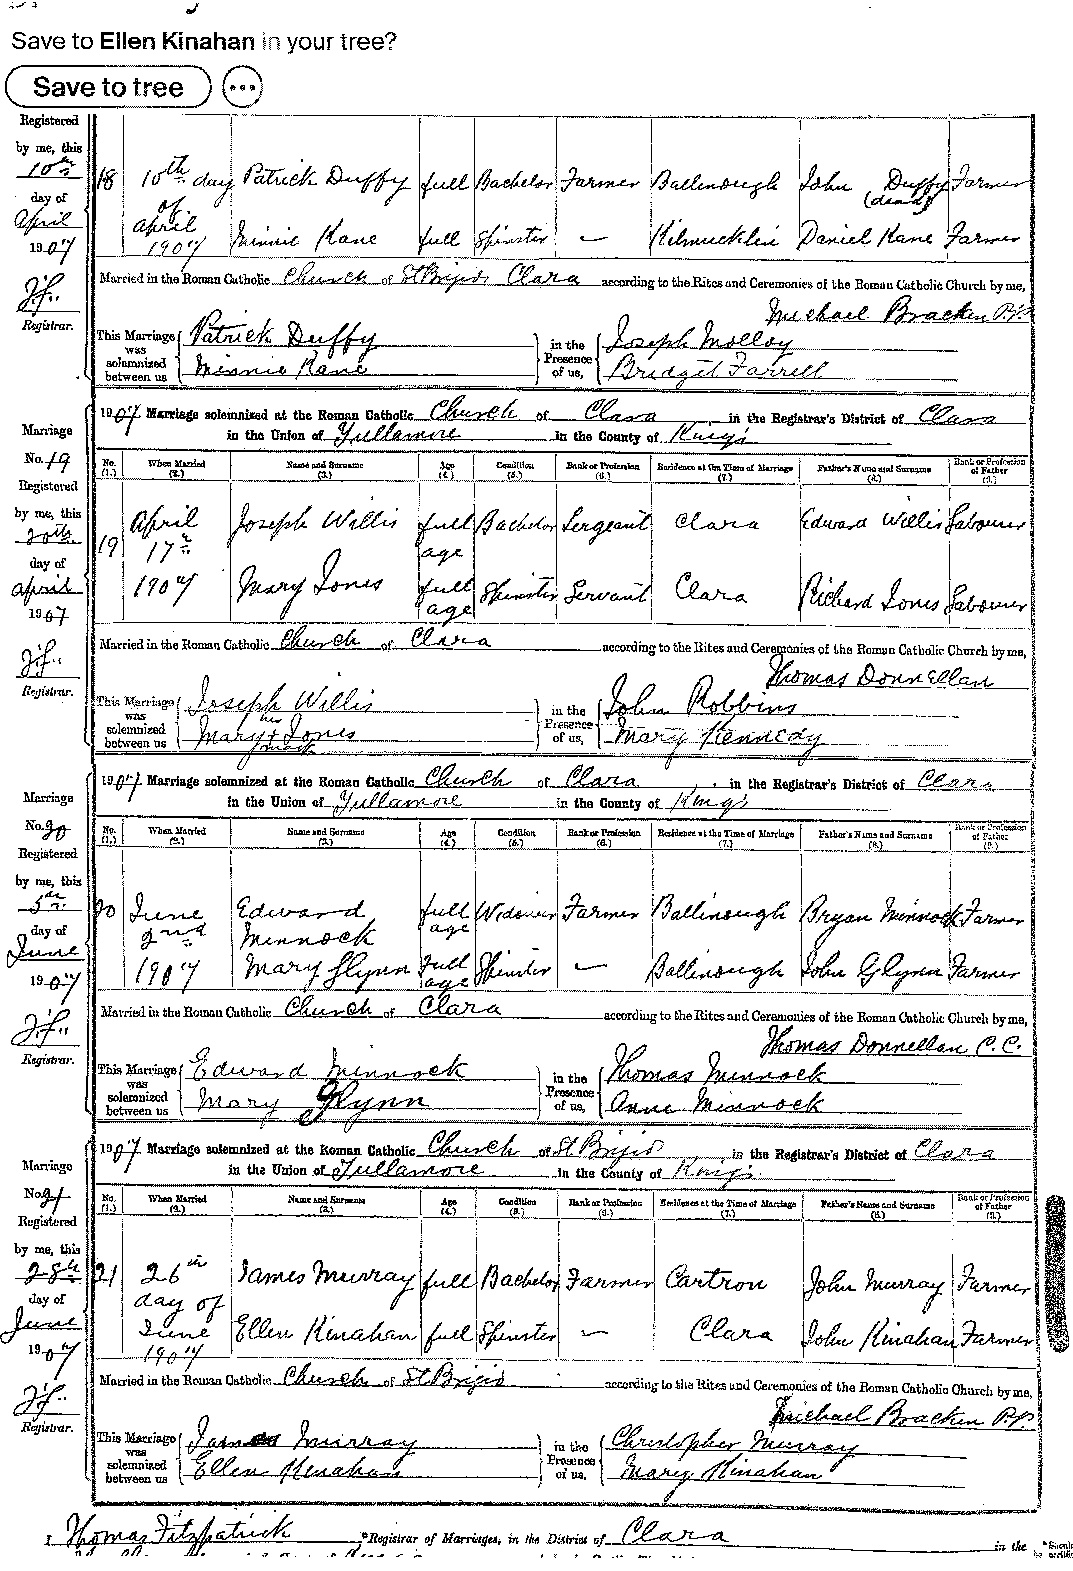 Save to Ellen Kinahan in your tree?
Save to tree
Registered
by me, this
10th
day of
April
1907
J.f.
Registrar.
18 10th day of April 1907 Patrick Duffy full Bachelor Farmer Ballinough John Duffy (dead) Farmer
Minnie Kane full Spinster — Kilmucklin Daniel Kane Farmer
Married in the Roman Catholic Church of St Brigids Clara according to the Rites and Ceremonies of the Roman Catholic Church by me,
Michael Bracken P.P.
This Marriage was solemnized between us Patrick Duffy in the Presence of us, Joseph Molloy
Minnie Kane Bridget Farrell
1907 Marriage solemnized at the Roman Catholic Church of Clara in the Registrar's District of Clara
in the Union of Tullamore in the County of King's
Marriage
No. 19
Registered
by me, this
20th
day of
April
1907
J.f.
Registrar.
No. (1.) When Married (2.) Name and Surname (3.) Age (4.) Condition (5.) Rank or Profession (6.) Residence at the Time of Marriage (7.) Father's Name and Surname (8.) Rank or Profession of Father (9.)
19 April 17th 1907 Joseph Willis full age Bachelor Sergeant Clara Edward Willis Labourer
Mary Jones full age Spinster Servant Clara Richard Jones Labourer
Married in the Roman Catholic Church of Clara according to the Rites and Ceremonies of the Roman Catholic Church by me,
Thomas Donnellan
This Marriage was solemnized between us Joseph Willis in the Presence of us, John Robbins
Mary her x mark Jones Mary Kennedy
1907 Marriage solemnized at the Roman Catholic Church of Clara in the Registrar's District of Clara
in the Union of Tullamore in the County of King's
Marriage
No. 20
Registered
by me, this
5th
day of
June
1907
J.f.
Registrar.
No. (1.) When Married (2.) Name and Surname (3.) Age (4.) Condition (5.) Rank or Profession (6.) Residence at the Time of Marriage (7.) Father's Name and Surname (8.) Rank or Profession of Father (9.)
20 June 2nd 1907 Edward Minnock full age Widower Farmer Ballinough Bryan Minnock Farmer
Mary Glynn Full age Spinster — Ballinough John Glynn Farmer
Married in the Roman Catholic Church of Clara according to the Rites and Ceremonies of the Roman Catholic Church by me,
Thomas Donnellan C.C.
This Marriage was solemnized between us Edward Minnock in the Presence of us, Thomas Minnock
Mary Glynn Anne Minnock
1907 Marriage solemnized at the Roman Catholic Church of St Brigid in the Registrar's District of Clara
in the Union of Tullamore in the County of King's
Marriage
No. 21
Registered
by me, this
28th
day of
June
1907
J.f.
Registrar.
No. (1.) When Married (2.) Name and Surname (3.) Age (4.) Condition (5.) Rank or Profession (6.) Residence at the Time of Marriage (7.) Father's Name and Surname (8.) Rank or Profession of Father (9.)
21 26th day of June 1907 James Murray full Bachelor Farmer Cartron John Murray Farmer
Ellen Kinahan full Spinster — Clara John Kinahan Farmer
Married in the Roman Catholic Church of St Brigid according to the Rites and Ceremonies of the Roman Catholic Church by me,
Michael Bracken P.P.
This Marriage was solemnized between us James Murray in the Presence of us, Christopher Murray
Ellen Kinahan Mary Kinahan
Thomas Fitzpatrick *Registrar of Marriages, in the District of Clara in the